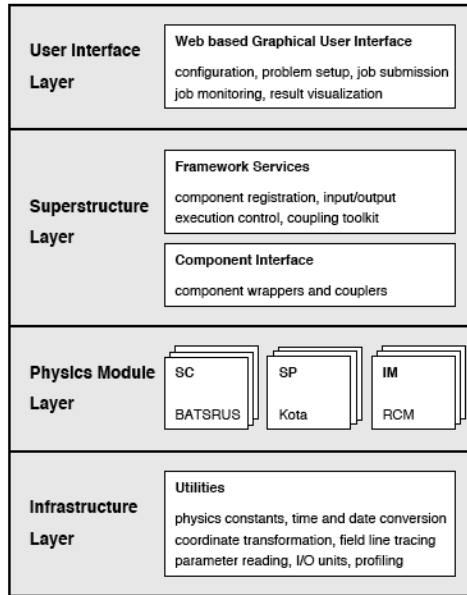 User Interface
Layer
Web based Graphical User Interface
configuration, problem setup, job submission
job monitoring, result visualization
Superstructure
Layer
Framework Services
component registration, input/output
execution control, coupling toolkit
Component Interface
component wrappers and couplers
Physics Module
Layer
SC
BATSRUS
SP
Kota
IM
RCM
Infrastructure
Layer
Utilities
physics constants, time and date conversion
coordinate transformation, field line tracing
parameter reading, I/O units, profiling